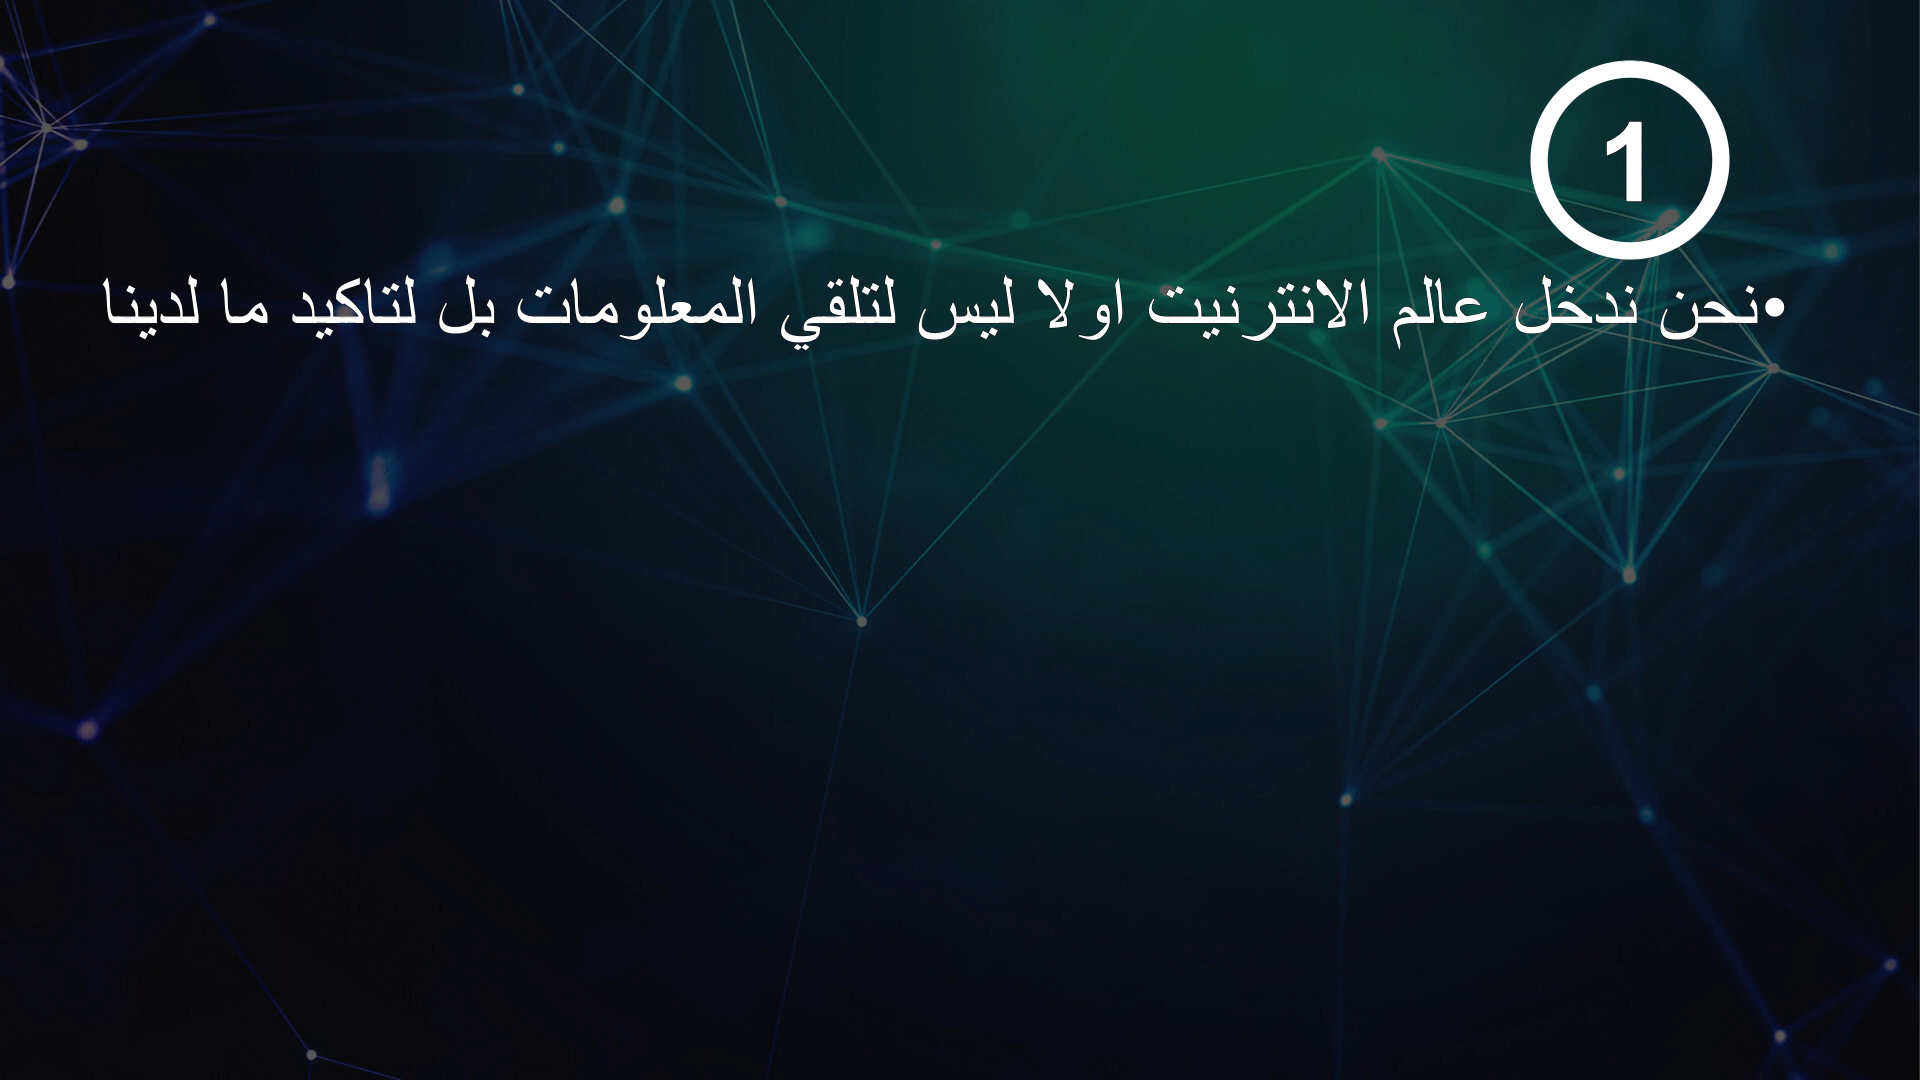 1
•نحن ندخل عالم الانترنيت اولا ليس لتلقي المعلومات بل لتاكيد ما لدينا